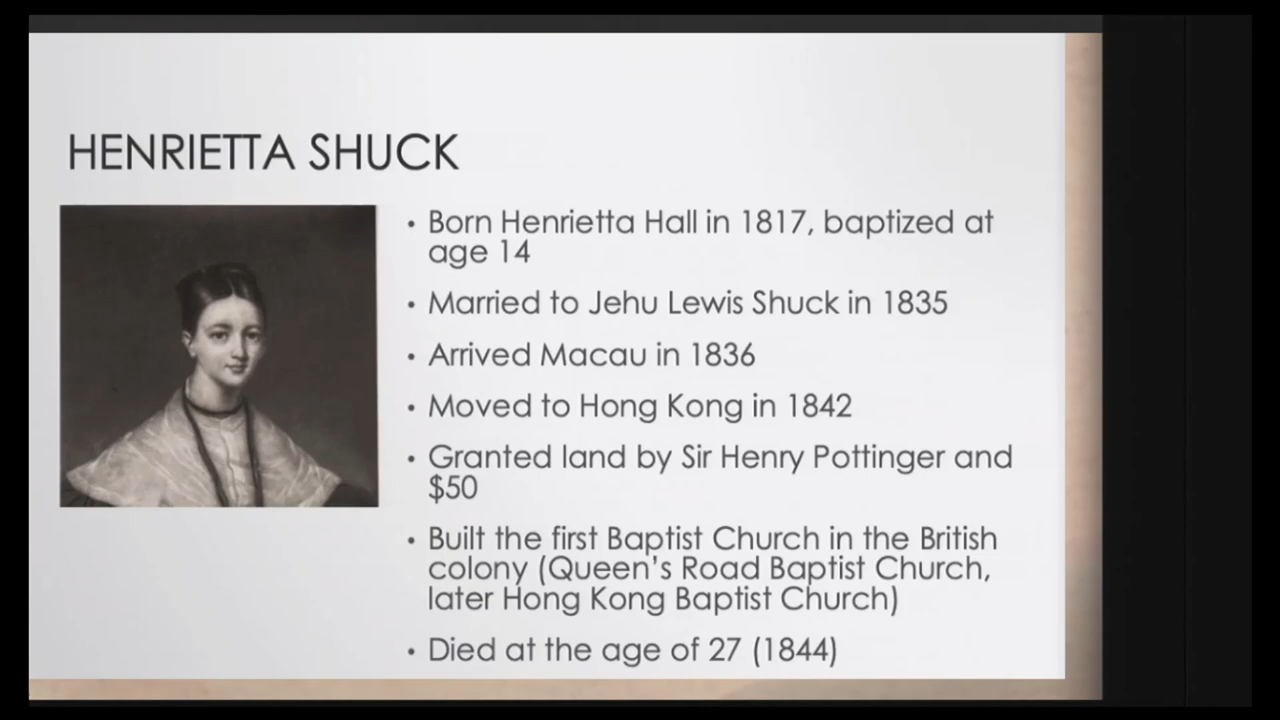 HENRIETTA SHUCK
• Born Henrietta Hall in 1817, baptized at
age 14
• Married to Jehu Lewis Shuck in 1835
• Arrived Macau in 1836
• Moved to Hong Kong in 1842
• Granted land by Sir Henry Pottinger and
$50
• Built the first Baptist Church in the British
colony (Queen's Road Baptist Church,
later Hong Kong Baptist Church)
• Died at the age of 27 (1844)